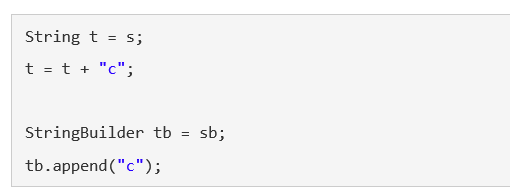 String t = s;
t = t + "c";
StringBuilder tb = sb;
tb.append("c");